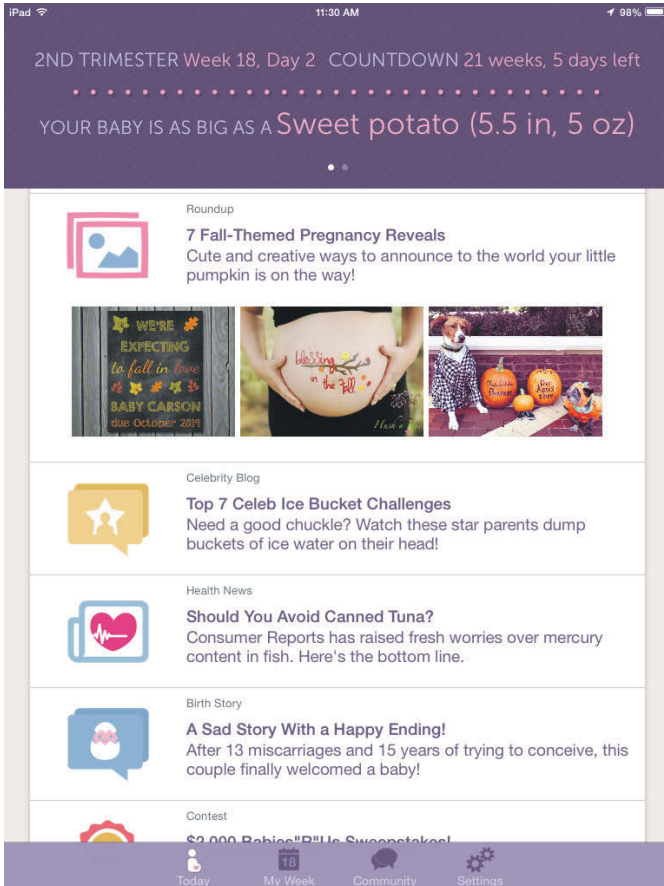 iPad 11:30 AM 98%
2ND TRIMESTER Week 18, Day 2 COUNTDOWN 21 weeks, 5 days left
YOUR BABY IS AS BIG AS A Sweet potato (5.5 in, 5 oz)
Roundup
7 Fall-Themed Pregnancy Reveals
Cute and creative ways to announce to the world your little
pumpkin is on the way!
WE'RE
EXPECTING
to fall in love
BABY CARSON
due October 2014
blessing
in the fall
Hush a
This Little
Pumpkin
Due
April
Celebrity Blog
Top 7 Celeb Ice Bucket Challenges
Need a good chuckle? Watch these star parents dump
buckets of ice water on their head!
Health News
Should You Avoid Canned Tuna?
Consumer Reports has raised fresh worries over mercury
content in fish. Here's the bottom line.
Birth Story
A Sad Story With a Happy Ending!
After 13 miscarriages and 15 years of trying to conceive, this
couple finally welcomed a baby!
Contest
$2,000 Babies"R"Us Sweepstakes!
18
Today My Week Community Settings